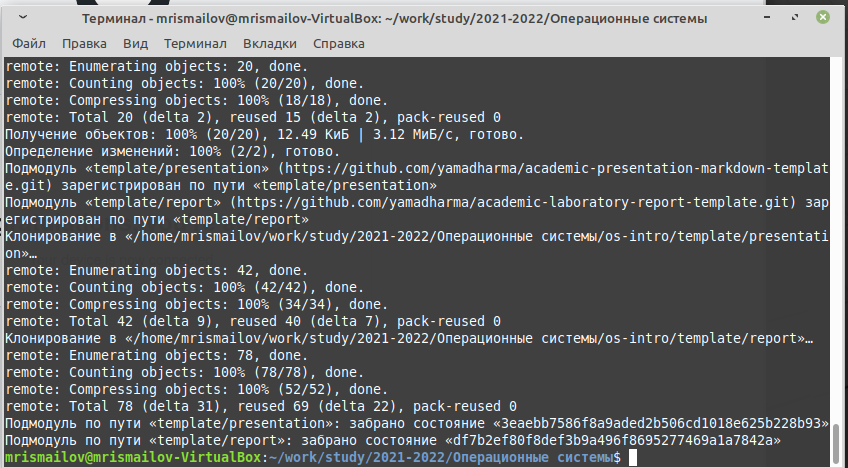 Терминал - mrismailov@mrismailov-VirtualBox: ~/work/study/2021-2022/Операционные системы
Файл Правка Вид Терминал Вкладки Справка
remote: Enumerating objects: 20, done.
remote: Counting objects: 100% (20/20), done.
remote: Compressing objects: 100% (18/18), done.
remote: Total 20 (delta 2), reused 15 (delta 2), pack-reused 0
Получение объектов: 100% (20/20), 12.49 КиБ | 3.12 МиБ/с, готово.
Определение изменений: 100% (2/2), готово.
Подмодуль «template/presentation» (https://github.com/yamadharma/academic-presentation-markdown-templat
e.git) зарегистрирован по пути «template/presentation»
Подмодуль «template/report» (https://github.com/yamadharma/academic-laboratory-report-template.git) зар
егистрирован по пути «template/report»
Клонирование в «/home/mrismailov/work/study/2021-2022/Операционные системы/os-intro/template/presentati
on»…
remote: Enumerating objects: 42, done.
remote: Counting objects: 100% (42/42), done.
remote: Compressing objects: 100% (34/34), done.
remote: Total 42 (delta 9), reused 40 (delta 7), pack-reused 0
Клонирование в «/home/mrismailov/work/study/2021-2022/Операционные системы/os-intro/template/report»…
remote: Enumerating objects: 78, done.
remote: Counting objects: 100% (78/78), done.
remote: Compressing objects: 100% (52/52), done.
remote: Total 78 (delta 31), reused 69 (delta 22), pack-reused 0
Подмодуль по пути «template/presentation»: забрано состояние «3eaebb7586f8a9aded2b506cd1018e625b228b93»
Подмодуль по пути «template/report»: забрано состояние «df7b2ef80f8def3b9a496f8695277469a1a7842a»
mrismailov@mrismailov-VirtualBox:~/work/study/2021-2022/Операционные системы$